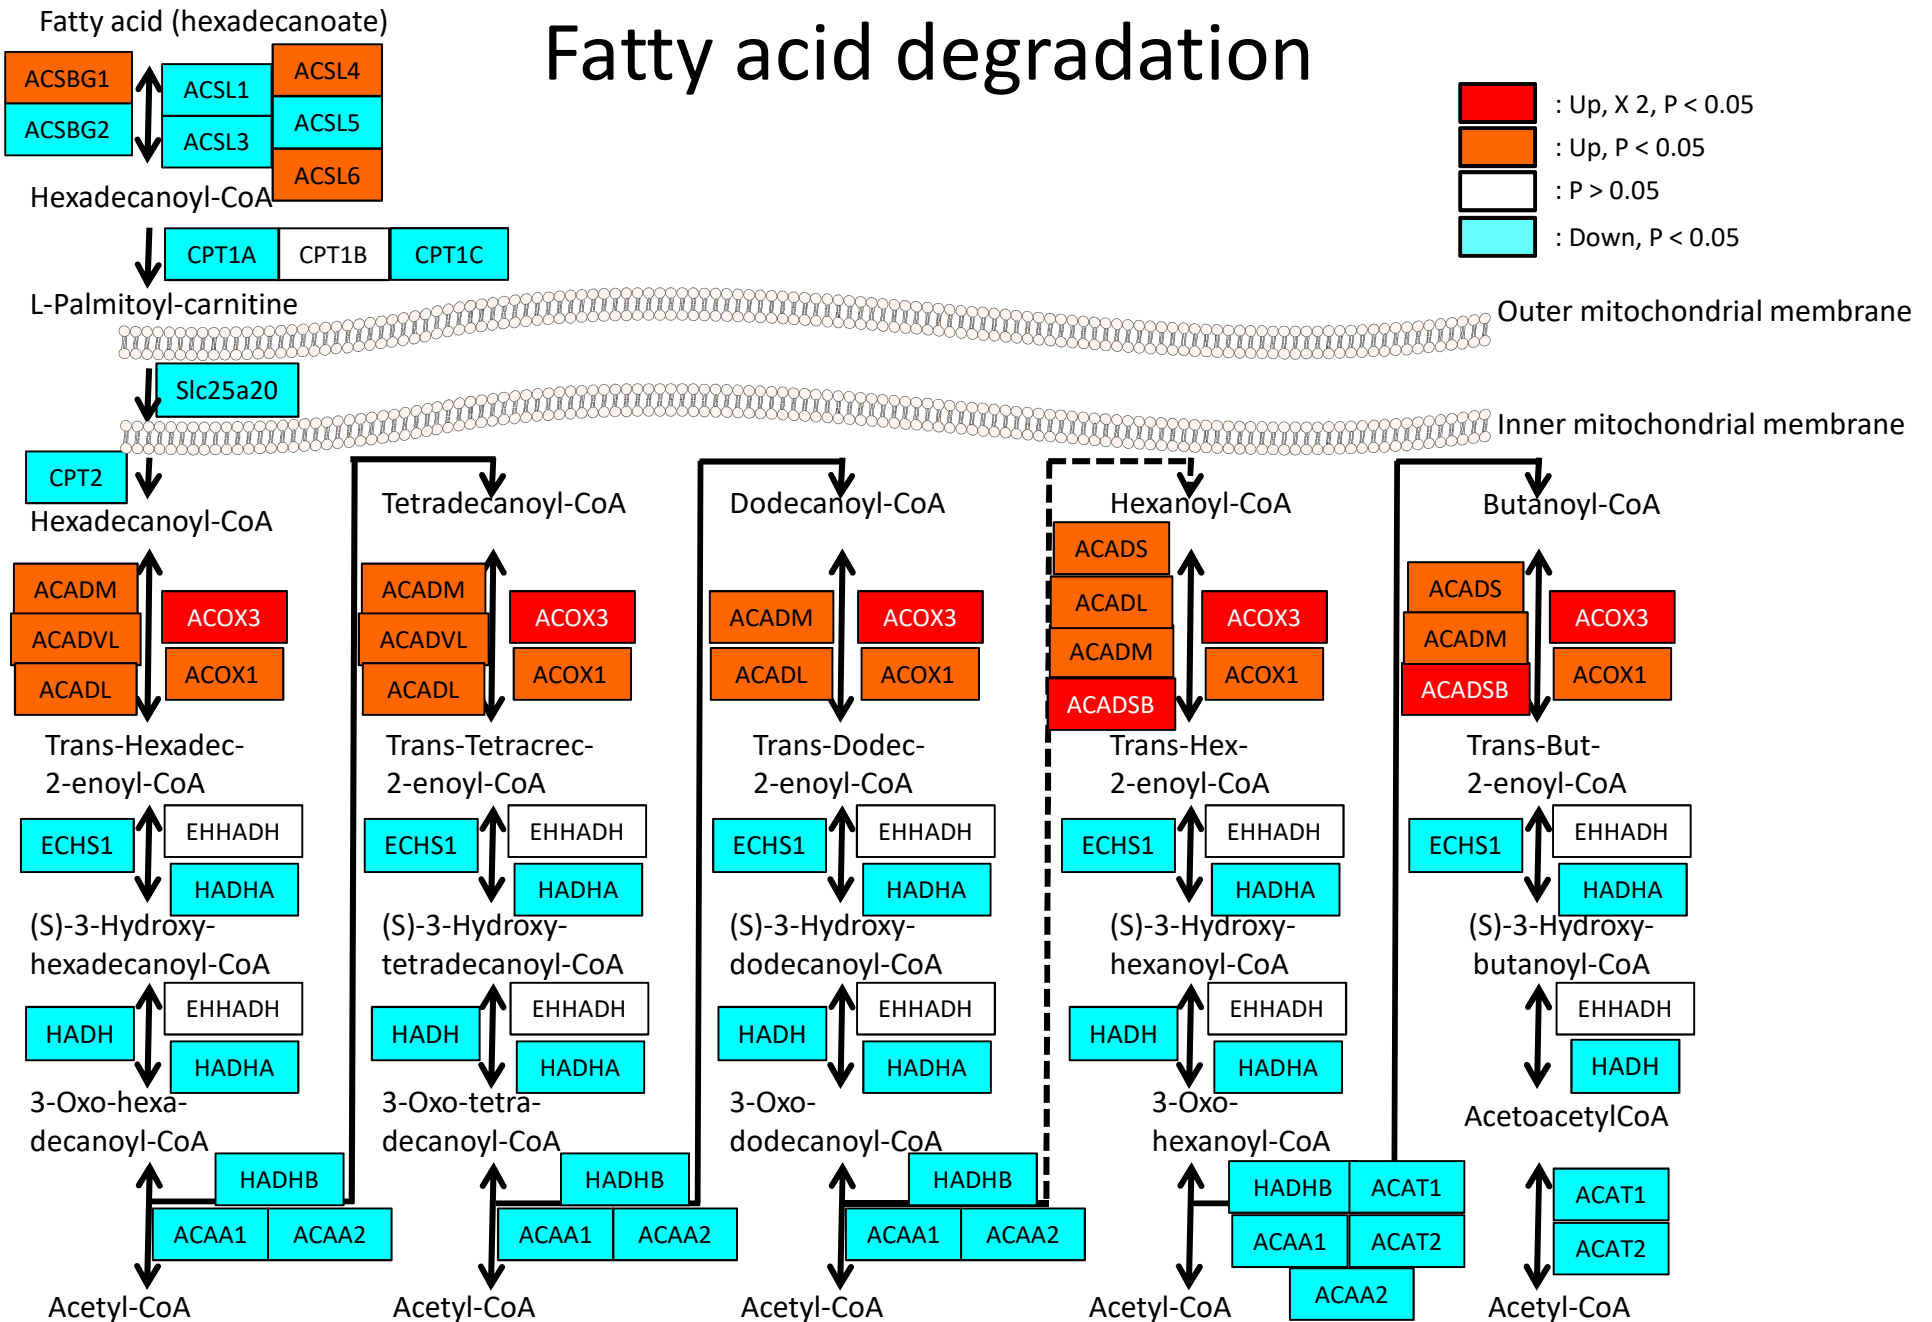 Fatty acid degradation
Fatty acid (hexadecanoate)
ACSBG1
ACSBG2
ACSL1
ACSL3
ACSL4
ACSL5
ACSL6
: Up, X 2, P < 0.05
: Up, P < 0.05
: P > 0.05
: Down, P < 0.05
Hexadecanoyl-CoA
CPT1A
CPT1B
CPT1C
L-Palmitoyl-carnitine
Outer mitochondrial membrane
Slc25a20
Inner mitochondrial membrane
CPT2
Hexadecanoyl-CoA
ACADM
ACADVL
ACADL
ACOX3
ACOX1
Trans-Hexadec-
2-enoyl-CoA
ECHS1
EHHADH
HADHA
(S)-3-Hydroxy-
hexadecanoyl-CoA
HADH
EHHADH
HADHA
3-Oxo-hexa-
decanoyl-CoA
HADHB
ACAA1
ACAA2
Acetyl-CoA
Tetradecanoyl-CoA
ACADM
ACADVL
ACADL
ACOX3
ACOX1
Trans-Tetracrec-
2-enoyl-CoA
ECHS1
EHHADH
HADHA
(S)-3-Hydroxy-
tetradecanoyl-CoA
HADH
EHHADH
HADHA
3-Oxo-tetra-
decanoyl-CoA
HADHB
ACAA1
ACAA2
Acetyl-CoA
Dodecanoyl-CoA
ACADM
ACADL
ACOX3
ACOX1
Trans-Dodec-
2-enoyl-CoA
ECHS1
EHHADH
HADHA
(S)-3-Hydroxy-
dodecanoyl-CoA
HADH
EHHADH
HADHA
3-Oxo-
dodecanoyl-CoA
HADHB
ACAA1
ACAA2
Acetyl-CoA
Hexanoyl-CoA
ACADS
ACADL
ACADM
ACADSB
ACOX3
ACOX1
Trans-Hex-
2-enoyl-CoA
ECHS1
EHHADH
HADHA
(S)-3-Hydroxy-
hexanoyl-CoA
HADH
EHHADH
HADHA
3-Oxo-
hexanoyl-CoA
HADHB
ACAT1
ACAA1
ACAT2
ACAA2
Acetyl-CoA
Butanoyl-CoA
ACADS
ACADM
ACADSB
ACOX3
ACOX1
Trans-But-
2-enoyl-CoA
ECHS1
EHHADH
HADHA
(S)-3-Hydroxy-
butanoyl-CoA
EHHADH
HADH
AcetoacetylCoA
ACAT1
ACAT2
Acetyl-CoA